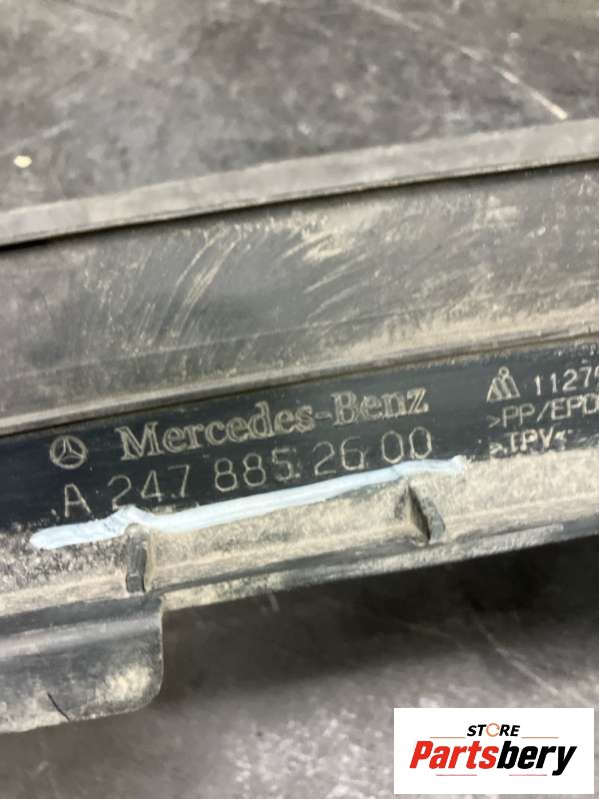 Mercedes-Benz
A 247 885 26 00
>PP/EPD
>TPV<
STORE
Partsbery